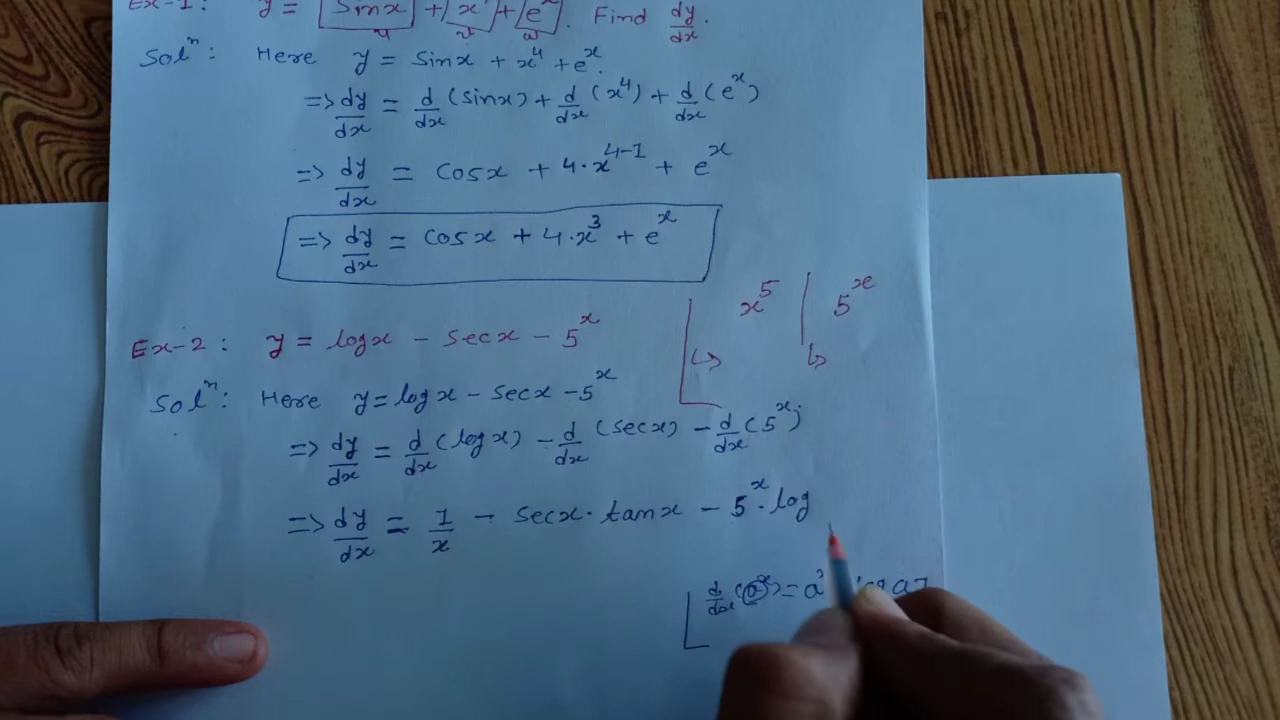 Ex-1: y = sinx + x⁴ + eˣ. Find dy/dx.
u v w
Solⁿ: Here y = sinx + x⁴ + eˣ.
=> dy/dx = d/dx (sinx) + d/dx (x⁴) + d/dx (eˣ)
=> dy/dx = cosx + 4·x⁴⁻¹ + eˣ
=> dy/dx = cosx + 4·x³ + eˣ
x⁵ | 5ˣ
Ex-2: y = logx - secx - 5ˣ
Solⁿ: Here y = logx - secx - 5ˣ
=> dy/dx = d/dx (logx) - d/dx (secx) - d/dx (5ˣ)
=> dy/dx = 1/x - secx·tanx - 5ˣ·log
d/dx (aˣ) = aˣ